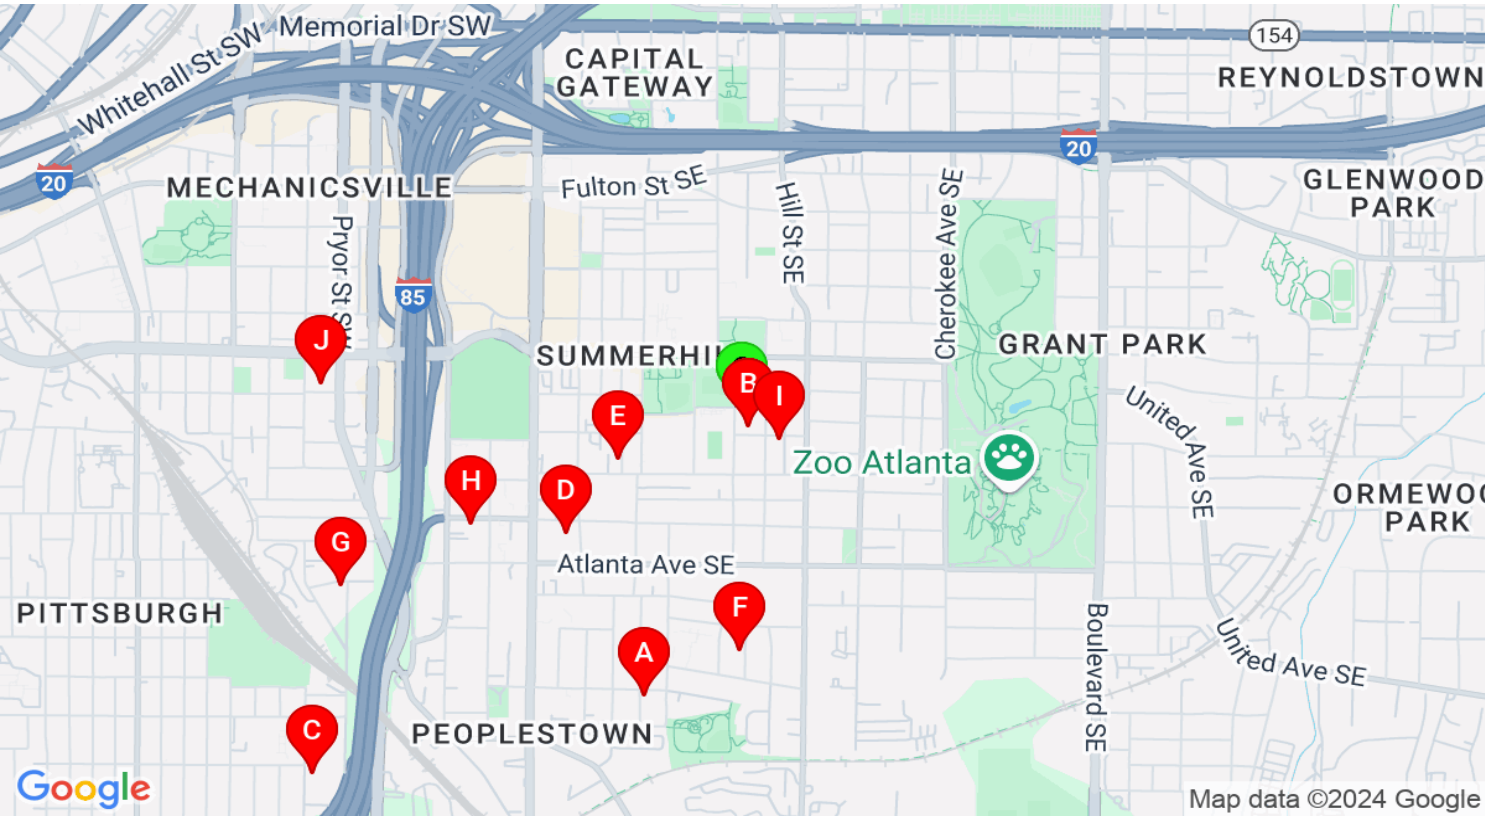 Memorial Dr SW
Whitehall St SW
CAPITAL
GATEWAY
154
REYNOLDSTOWN
20
20
MECHANICSVILLE
Fulton St SE
GLENWOOD
PARK
Hill St SE
Cherokee Ave SE
Pryor St SW
85
J
SUMMERHI
GRANT PARK
B
I
E
United Ave SE
Zoo Atlanta
H
D
ORMEWO
PARK
G
Atlanta Ave SE
PITTSBURGH
F
A
Boulevard SE
United Ave SE
C
PEOPLESTOWN
Google
Map data ©2024 Google